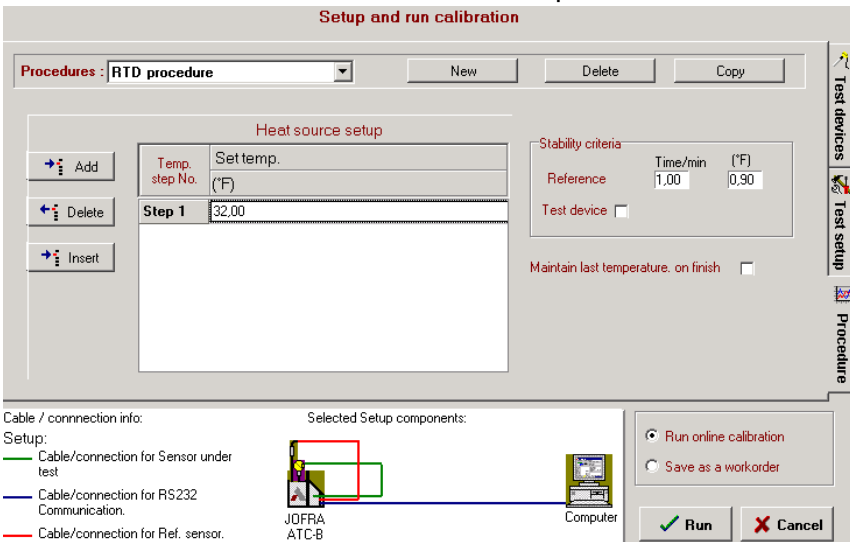 Setup and run calibration
Procedures : RTD procedure New Delete Copy
Heat source setup
Add
Delete
Insert
Temp. step No. Set temp.
(°F)
Step 1 32,00
Stability criteria
Time/min (°F)
Reference 1,00 0,90
Test device
Maintain last temperature. on finish
Test devices
Test setup
Procedure
Cable / connnection info:
Setup:
Cable/connection for Sensor under
test
Cable/connection for RS232
Communication.
Cable/connection for Ref. sensor.
Selected Setup components:
JOFRA
ATC-B
Computer
Run online calibration
Save as a workorder
Run Cancel